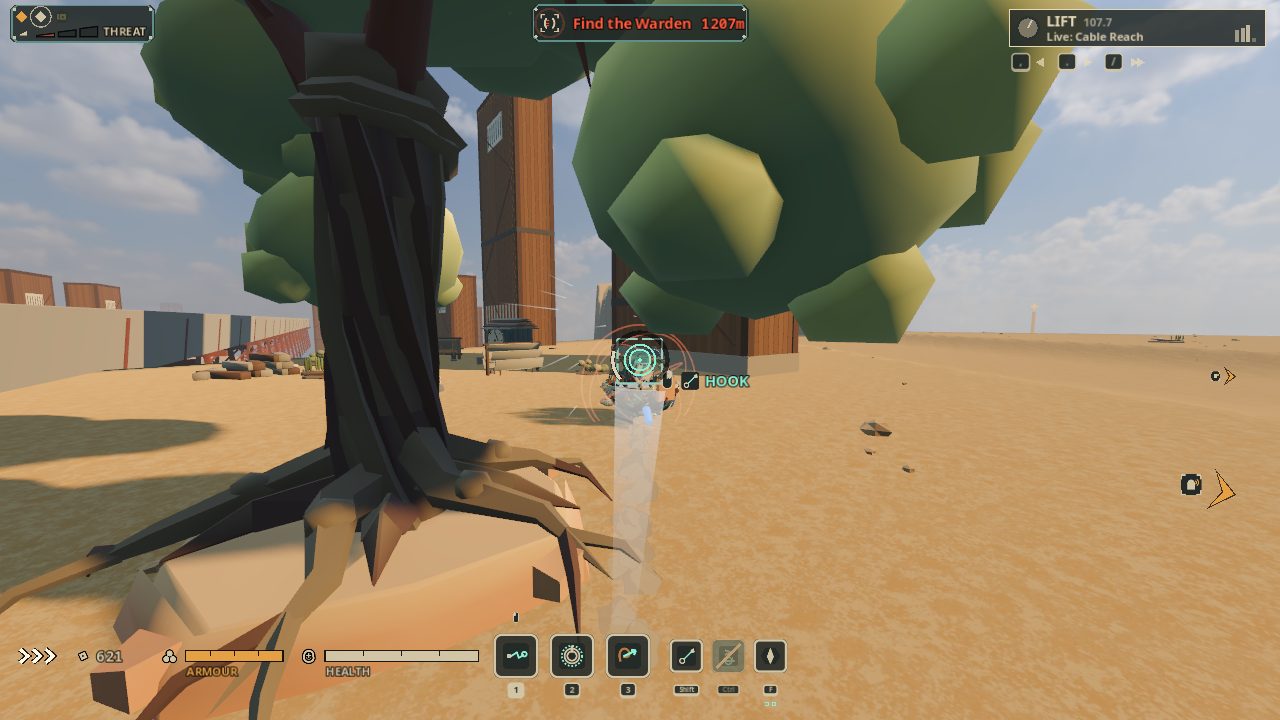 THREAT
Find the Warden 1207m
LIFT 107.7
Live: Cable Reach
HOOK
621
ARMOUR
HEALTH
1 2 3 Shift Ctrl F